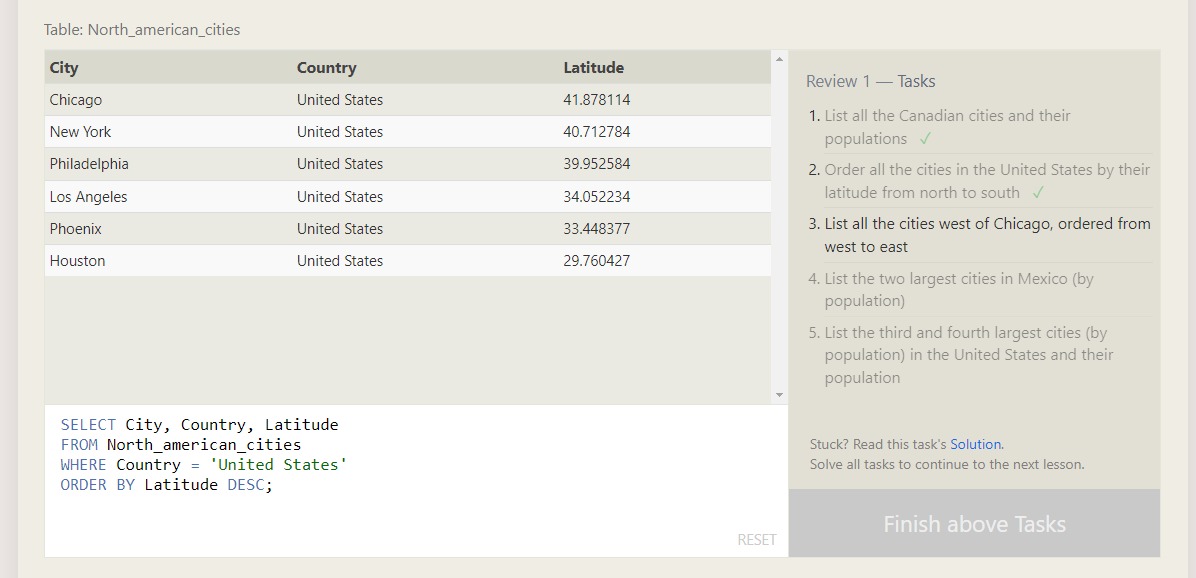 Table: North_american_cities
City Country Latitude
Chicago United States 41.878114
New York United States 40.712784
Philadelphia United States 39.952584
Los Angeles United States 34.052234
Phoenix United States 33.448377
Houston United States 29.760427
SELECT City, Country, Latitude
FROM North_american_cities
WHERE Country = 'United States'
ORDER BY Latitude DESC;
RESET
Review 1 — Tasks
1. List all the Canadian cities and their
populations ✓
2. Order all the cities in the United States by their
latitude from north to south ✓
3. List all the cities west of Chicago, ordered from
west to east
4. List the two largest cities in Mexico (by
population)
5. List the third and fourth largest cities (by
population) in the United States and their
population
Stuck? Read this task's Solution.
Solve all tasks to continue to the next lesson.
Finish above Tasks